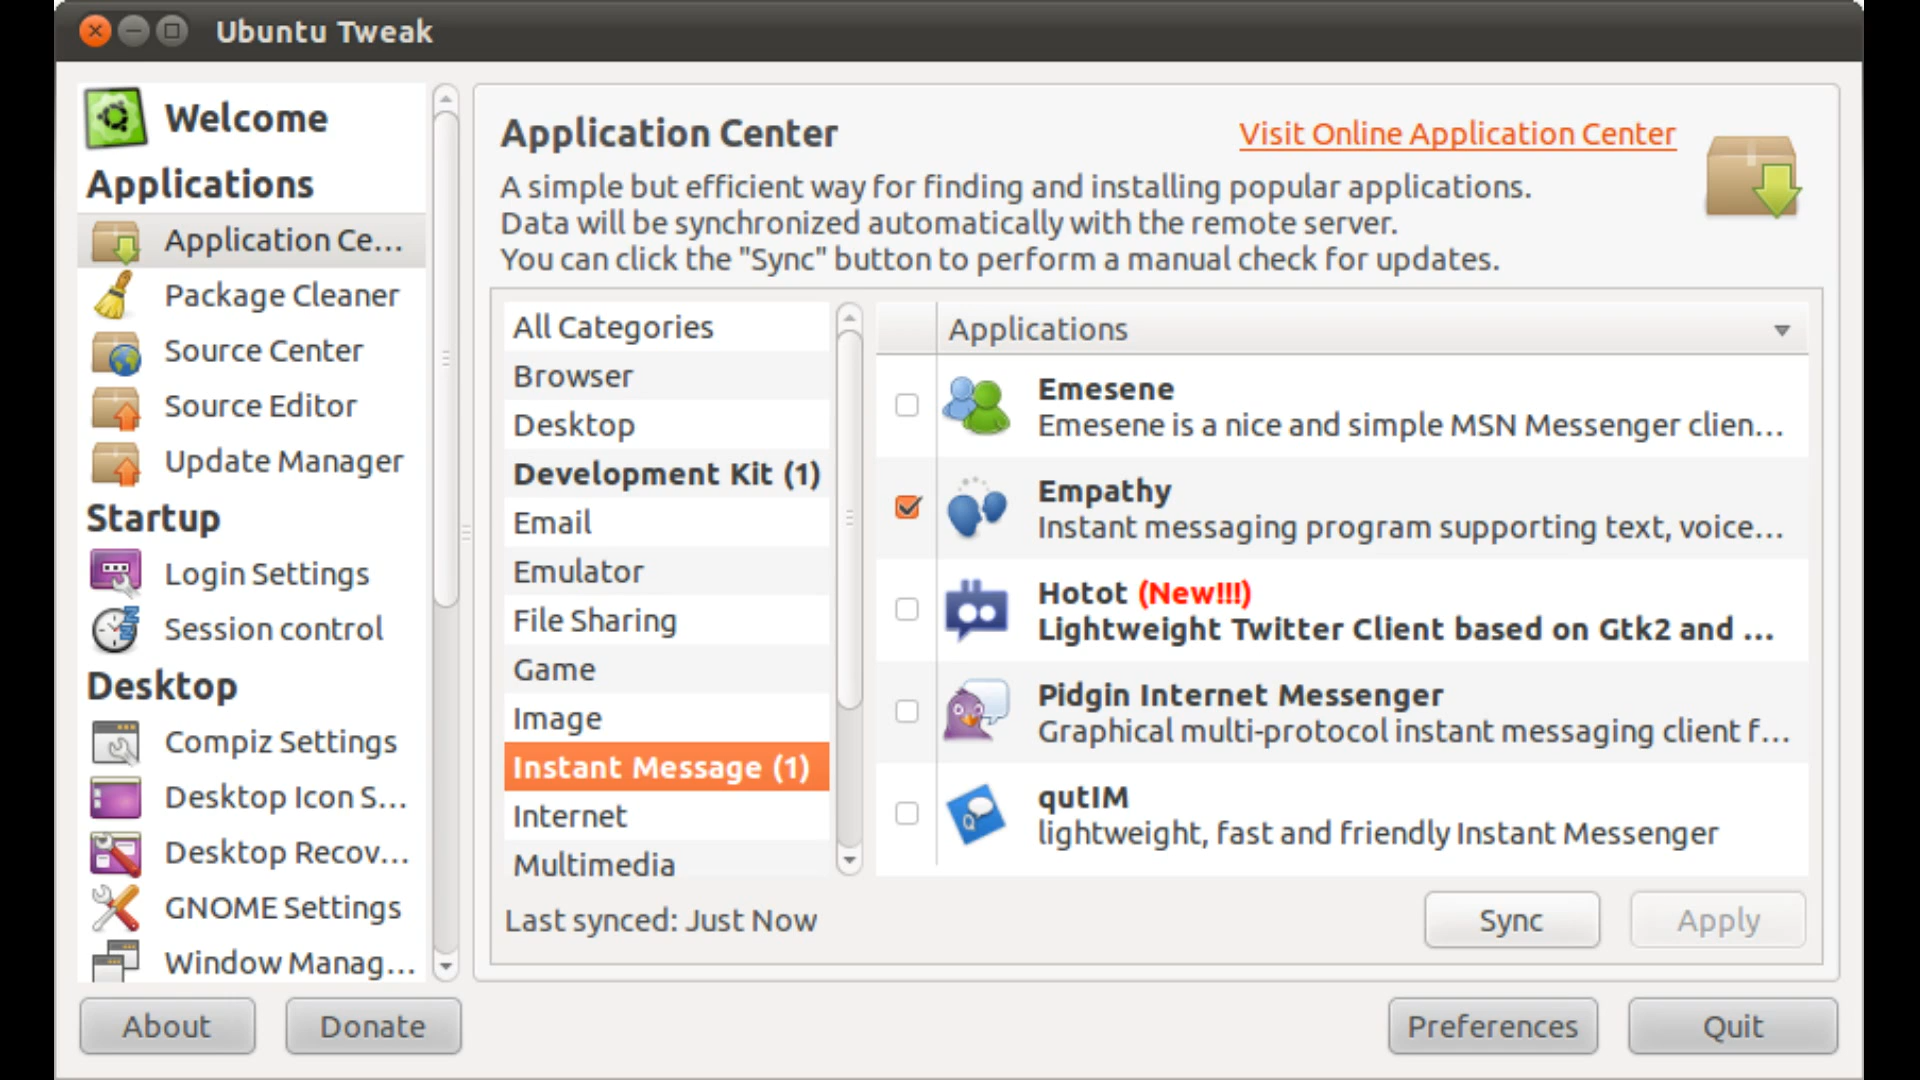 Ubuntu Tweak
Welcome
Applications
Application Ce...
Package Cleaner
Source Center
Source Editor
Update Manager
Startup
Login Settings
Session control
Desktop
Compiz Settings
Desktop Icon S...
Desktop Recov...
GNOME Settings
Window Manag...
Application Center
Visit Online Application Center
A simple but efficient way for finding and installing popular applications.
Data will be synchronized automatically with the remote server.
You can click the "Sync" button to perform a manual check for updates.
All Categories
Browser
Desktop
Development Kit (1)
Email
Emulator
File Sharing
Game
Image
Instant Message (1)
Internet
Multimedia
Applications
Emesene
Emesene is a nice and simple MSN Messenger clien...
Empathy
Instant messaging program supporting text, voice...
Hotot (New!!!)
Lightweight Twitter Client based on Gtk2 and ...
Pidgin Internet Messenger
Graphical multi-protocol instant messaging client f...
qutIM
lightweight, fast and friendly Instant Messenger
Last synced: Just Now
Sync
Apply
About
Donate
Preferences
Quit